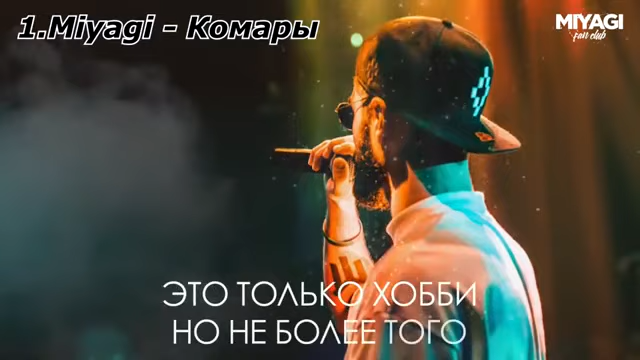 1.Miyagi - Комары
MIYAGI
fan club
ЭТО ТОЛЬКО ХОББИ
НО НЕ БОЛЕЕ ТОГО